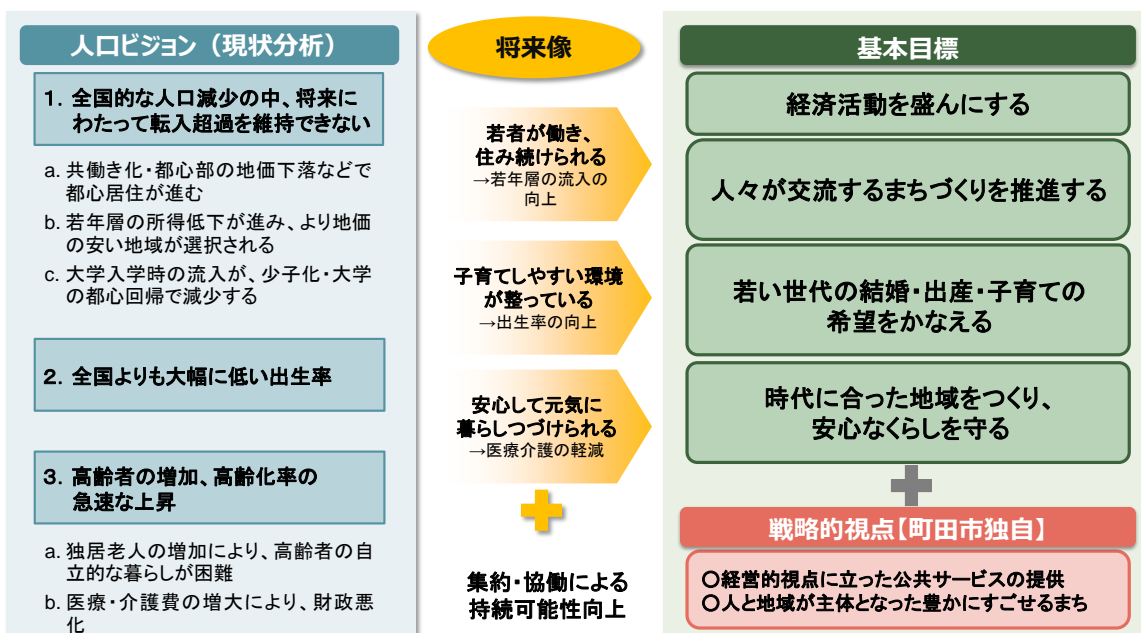 人口ビジョン（現状分析）
1. 全国的な人口減少の中、将来に
わたって転入超過を維持できない
a. 共働き化・都心部の地価下落などで
都心居住が進む
b. 若年層の所得低下が進み、より地価
の安い地域が選択される
c. 大学入学時の流入が、少子化・大学
の都心回帰で減少する
2. 全国よりも大幅に低い出生率
3. 高齢者の増加、高齢化率の
急速な上昇
a. 独居老人の増加により、高齢者の自
立的な暮らしが困難
b. 医療・介護費の増大により、財政悪
化
将来像
若者が働き、
住み続けられる
→若年層の流入の
向上
子育てしやすい環境
が整っている
→出生率の向上
安心して元気に
暮らしつづけられる
→医療介護の軽減
集約・協働による
持続可能性向上
基本目標
経済活動を盛んにする
人々が交流するまちづくりを推進する
若い世代の結婚・出産・子育ての
希望をかなえる
時代に合った地域をつくり、
安心なくらしを守る
戦略的視点【町田市独自】
〇経営的視点に立った公共サービスの提供
〇人と地域が主体となった豊かにすごせるまち